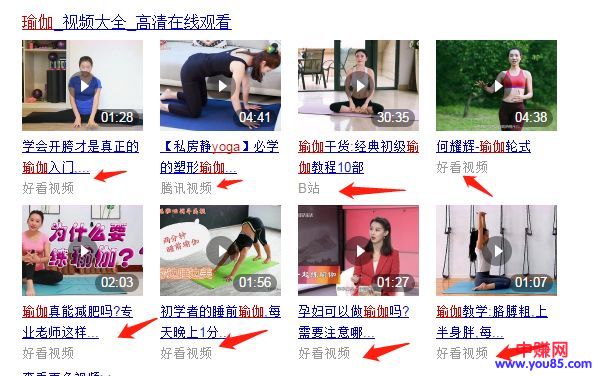 瑜伽_视频大全_高清在线观看
01:28
04:41
30:35
04:38
学会开胯才是真正的
瑜伽入门....
好看视频
【私房静yoga】必学
的塑形瑜伽...
腾讯视频
瑜伽干货:经典初级瑜
伽教程10部
B站
何耀辉-瑜伽轮式
好看视频
为什么要
练瑜伽?
02:03
两分钟
睡前瑜伽
01:56
01:27
01:07
瑜伽真能减肥吗?专
业老师这样...
好看视频
初学者的睡前瑜伽,每
天晚上1分...
好看视频
孕妇可以做瑜伽吗?
需要注意哪...
好看视频
瑜伽教学:胳膊粗,上
半身胖,每...
好看视频
中赚网
www.you85.com